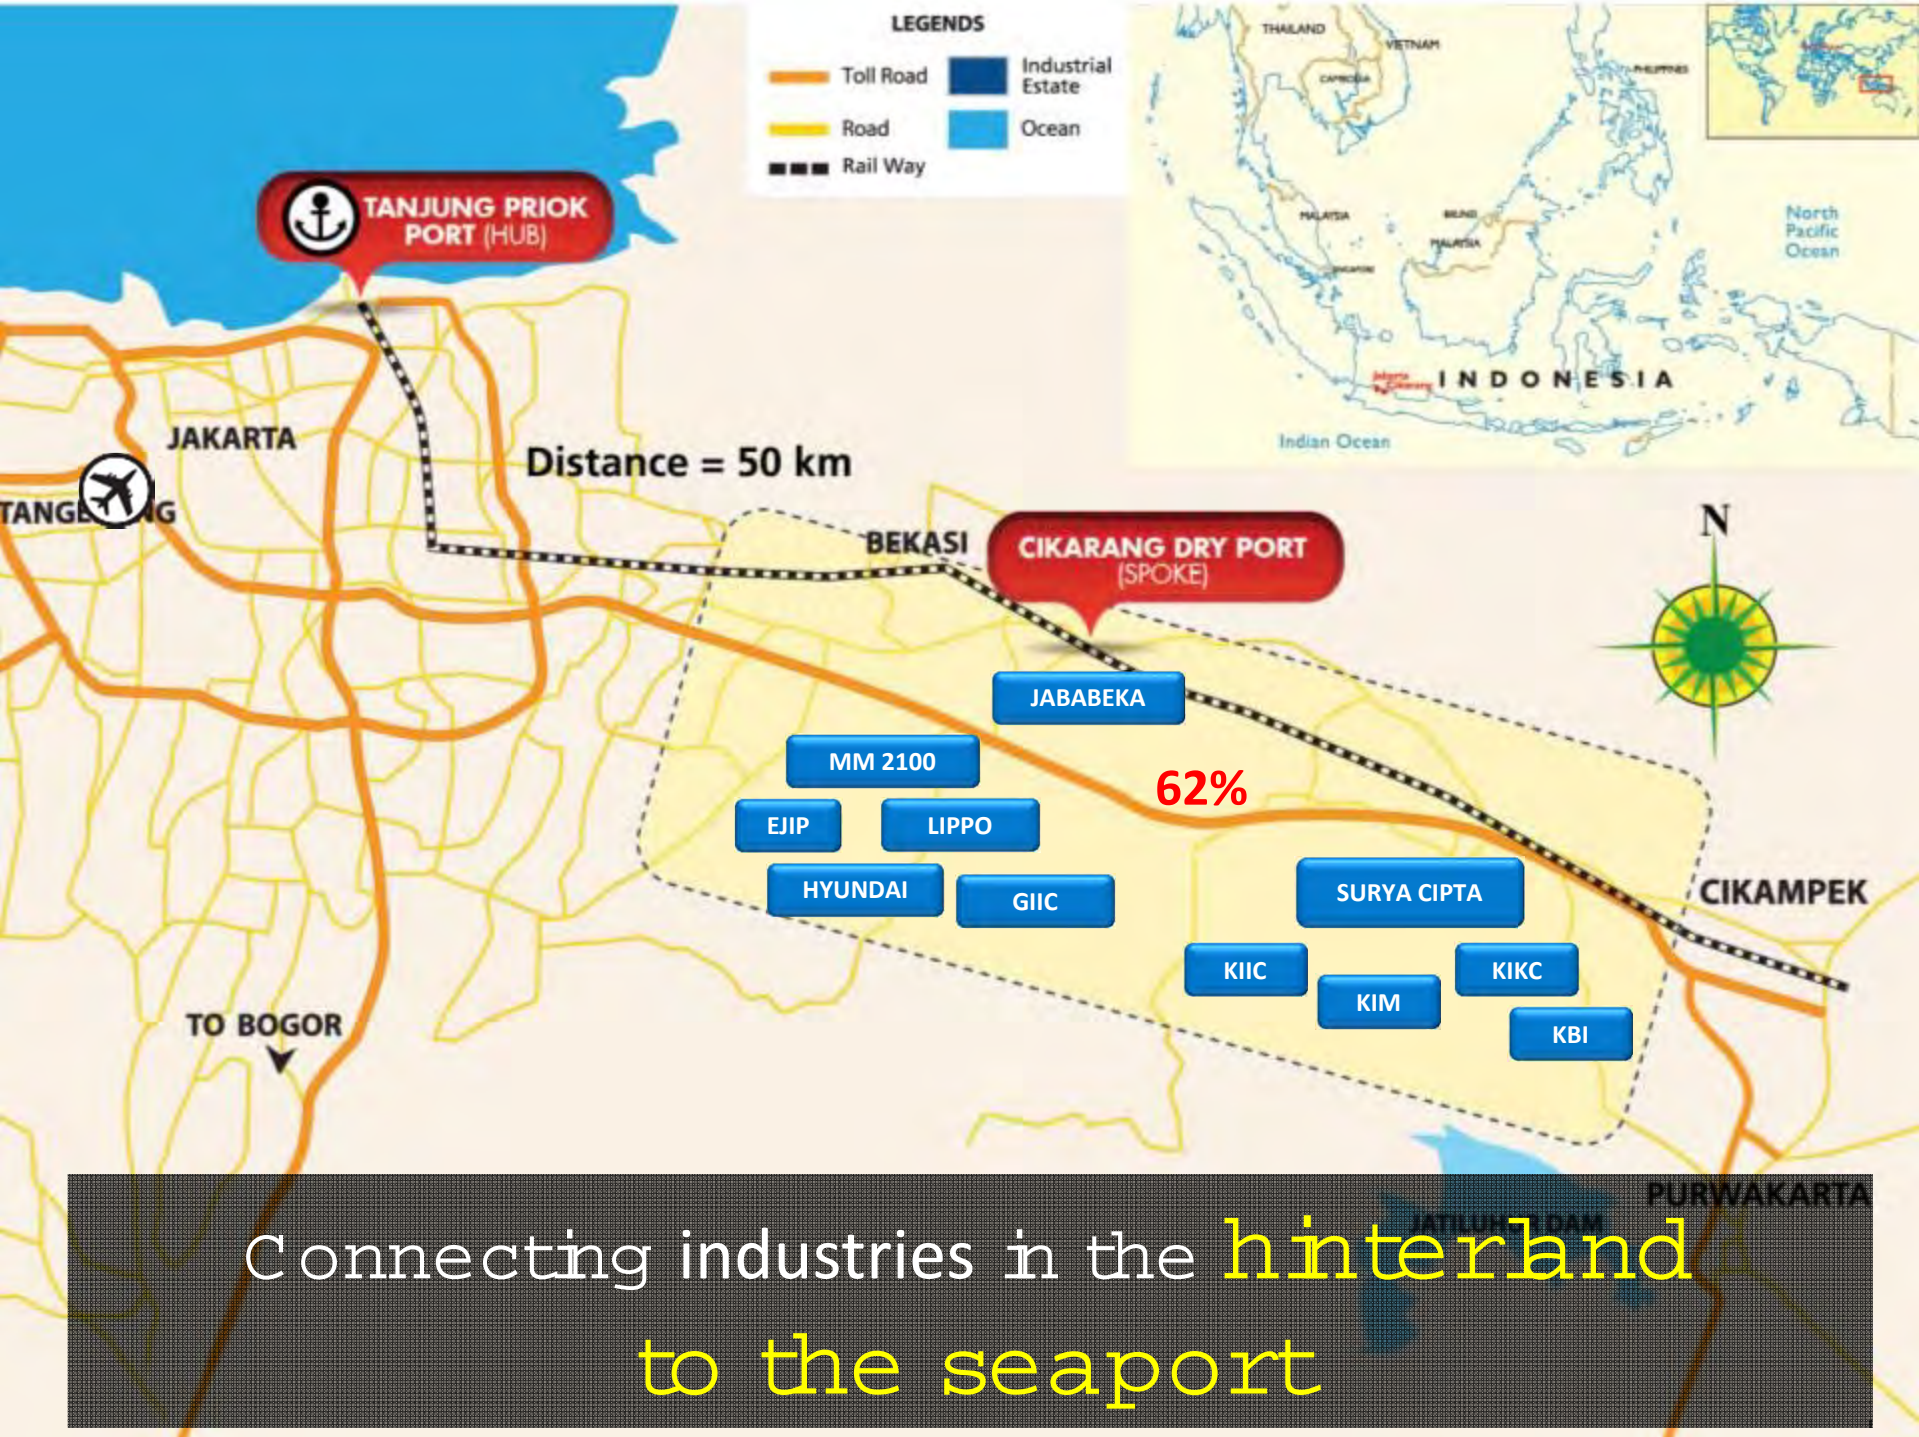 LEGENDS
Toll Road
Industrial
Estate
Road
Ocean
Rail Way
THAILAND
VIETNAM
CAMBODIA
PHILIPPINES
MALAYSIA
BRUNEI
MALAYSIA
SINGAPORE
North
Pacific
Ocean
Jakarta
Cikarang
INDONESIA
Indian Ocean
TANJUNG PRIOK
PORT (HUB)
JAKARTA
Distance = 50 km
N
BEKASI
CIKARANG DRY PORT
(SPOKE)
JABABEKA
MM 2100
62%
EJIP
LIPPO
HYUNDAI
GIIC
SURYA CIPTA
CIKAMPEK
KIIC
KIKC
KIM
KBI
TO BOGOR
PURWAKARTA
JATILUHUR DAM
Connecting industries in the hinterland
to the seaport